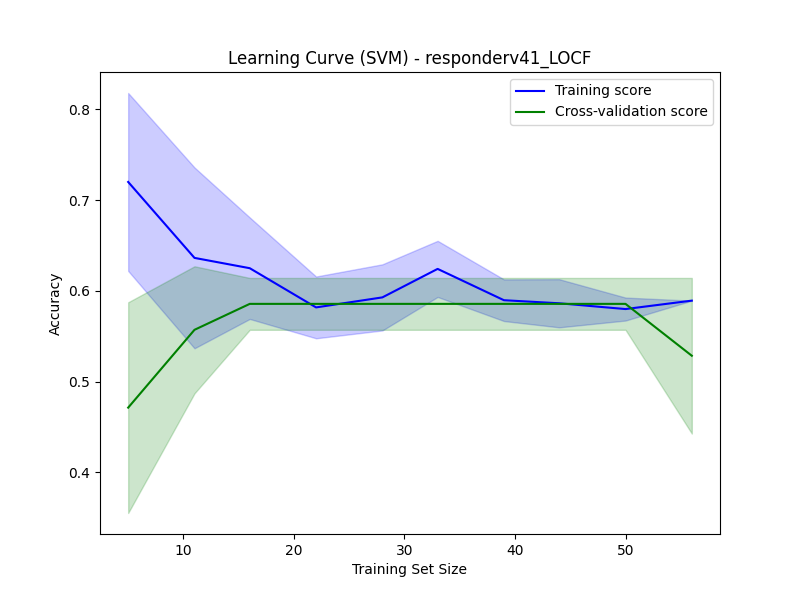 Learning Curve (SVM) - responderv41_LOCF
Training score
Cross-validation score
Accuracy
0.8
0.7
0.6
0.5
0.4
10
20
30
40
50
Training Set Size